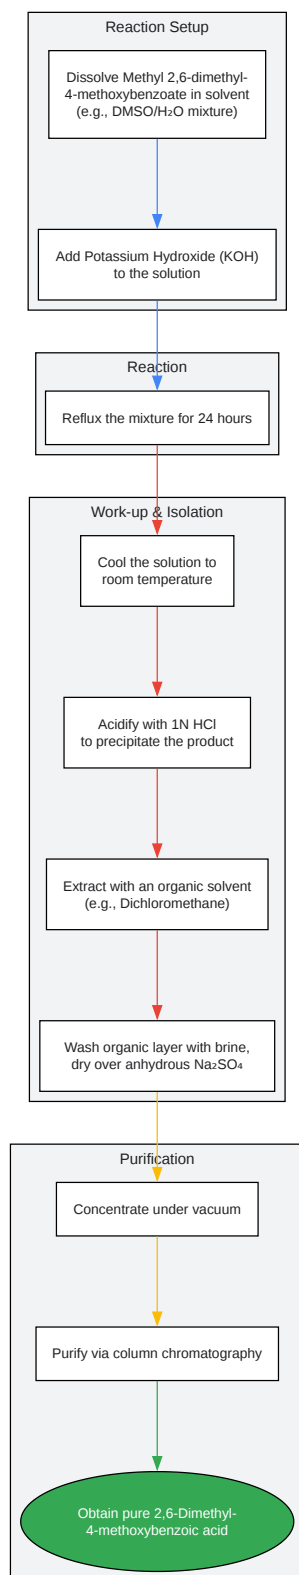 Reaction Setup
Dissolve Methyl 2,6-dimethyl-
4-methoxybenzoate in solvent
(e.g., DMSO/H₂O mixture)
Add Potassium Hydroxide (KOH)
to the solution
Reaction
Reflux the mixture for 24 hours
Work-up & Isolation
Cool the solution to
room temperature
Acidify with 1N HCl
to precipitate the product
Extract with an organic solvent
(e.g., Dichloromethane)
Wash organic layer with brine,
dry over anhydrous Na₂SO₄
Purification
Concentrate under vacuum
Purify via column chromatography
Obtain pure 2,6-Dimethyl-
4-methoxybenzoic acid